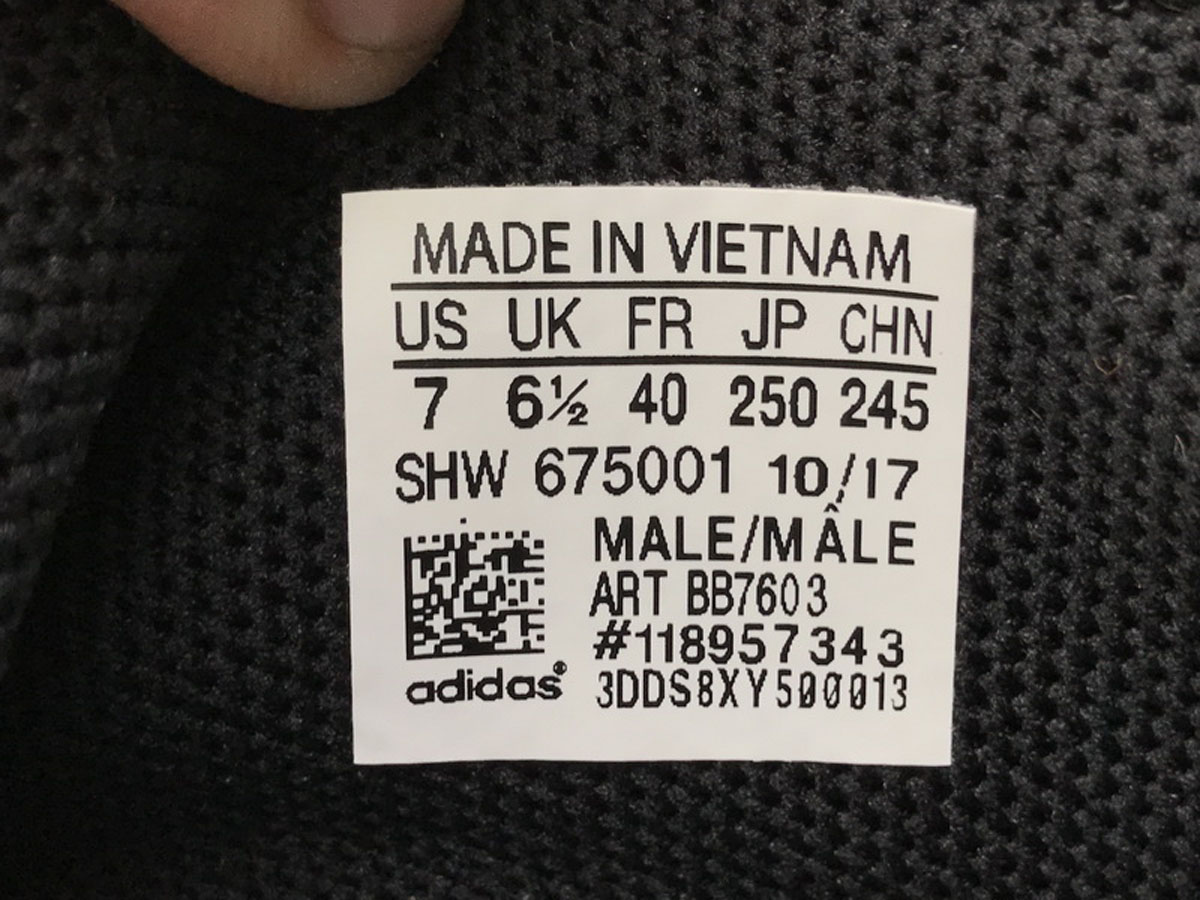 MADE IN VIETNAM
US UK FR JP CHN
7 6½ 40 250 245
SHW 675001 10/17
MALE/MÂLE
ART BB7603
#118957343
adidas® 3DDS8XY500013